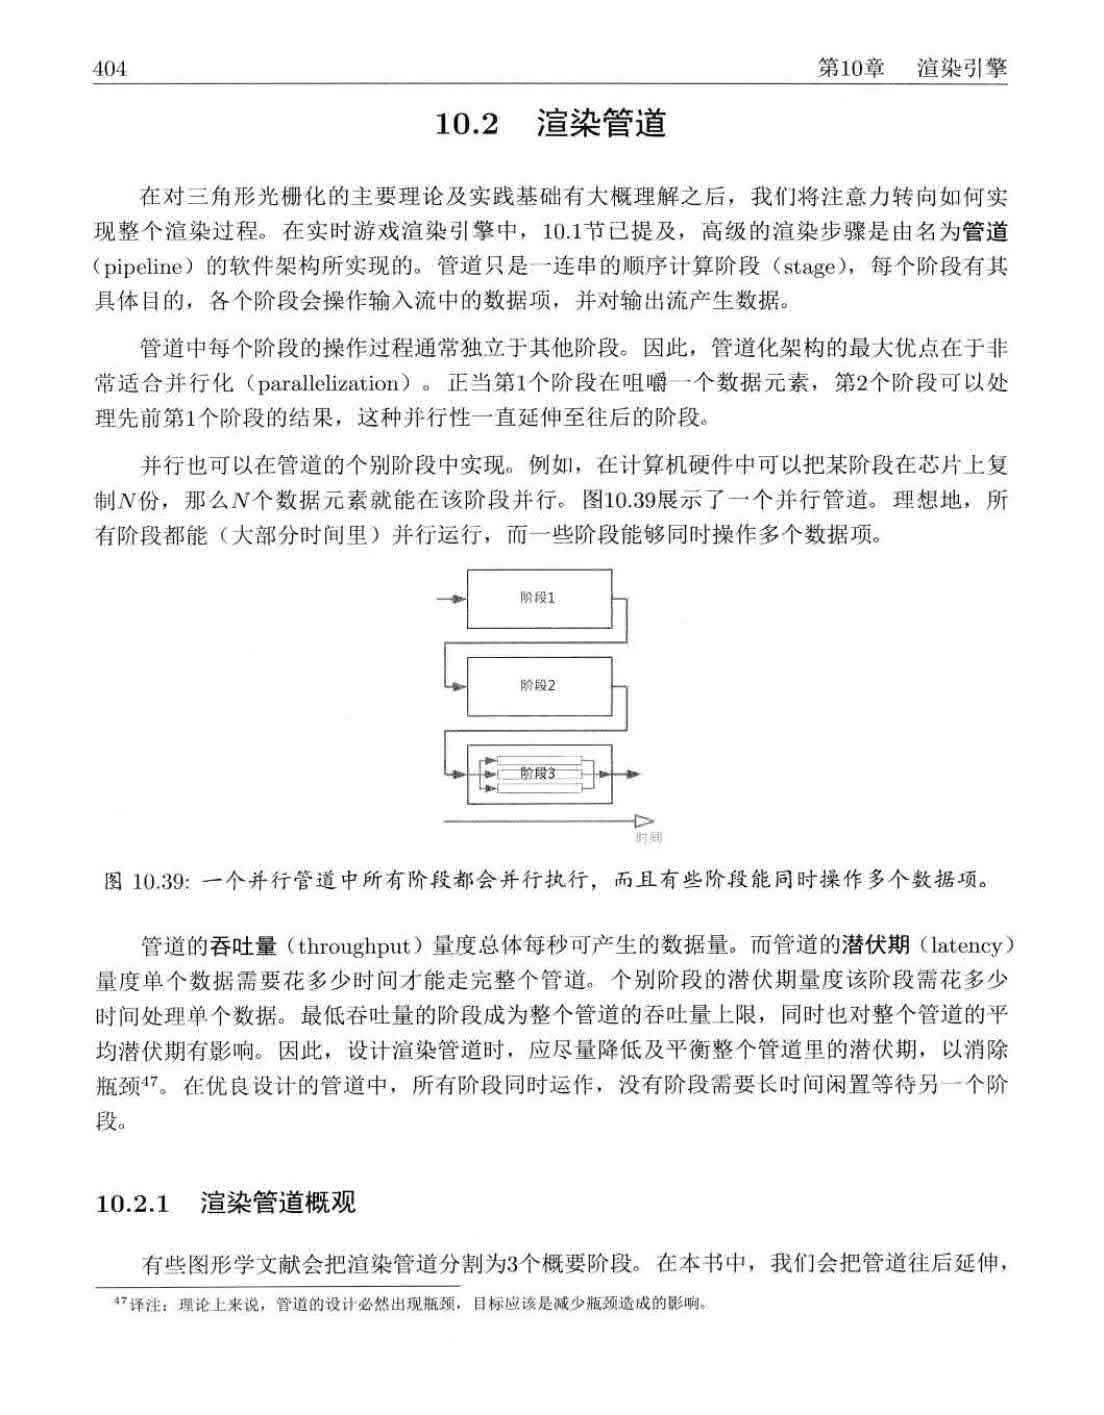 404 第10章 渲染引擎
10.2 渲染管道
在对三角形光栅化的主要理论及实践基础有大概理解之后，我们将注意力转向如何实
现整个渲染过程。在实时游戏渲染引擎中，10.1节已提及，高级的渲染步骤是由名为管道
（pipeline）的软件架构所实现的。管道只是一连串的顺序计算阶段（stage），每个阶段有其
具体目的，各个阶段会操作输入流中的数据项，并对输出流产生数据。
管道中每个阶段的操作过程通常独立于其他阶段。因此，管道化架构的最大优点在于非
常适合并行化（parallelization）。正当第1个阶段在咀嚼一个数据元素，第2个阶段可以处
理先前第1个阶段的结果，这种并行性一直延伸至往后的阶段。
并行也可以在管道的个别阶段中实现。例如，在计算机硬件中可以把某阶段在芯片上复
制N份，那么N个数据元素就能在该阶段并行。图10.39展示了一个并行管道。理想地，所
有阶段都能（大部分时间里）并行运行，而一些阶段能够同时操作多个数据项。
阶段1
阶段2
阶段3
时间
图 10.39: 一个并行管道中所有阶段都会并行执行，而且有些阶段能同时操作多个数据项。
管道的吞吐量（throughput）量度总体每秒可产生的数据量。而管道的潜伏期（latency）
量度单个数据需要花多少时间才能走完整个管道。个别阶段的潜伏期量度该阶段需花多少
时间处理单个数据。最低吞吐量的阶段成为整个管道的吞吐量上限，同时也对整个管道的平
均潜伏期有影响。因此，设计渲染管道时，应尽量降低及平衡整个管道里的潜伏期，以消除
瓶颈47。在优良设计的管道中，所有阶段同时运作，没有阶段需要长时间闲置等待另一个阶
段。
10.2.1 渲染管道概观
有些图形学文献会把渲染管道分割为3个概要阶段。在本书中，我们会把管道往后延伸，
47译注：理论上来说，管道的设计必然出现瓶颈，目标应该是减少瓶颈造成的影响。